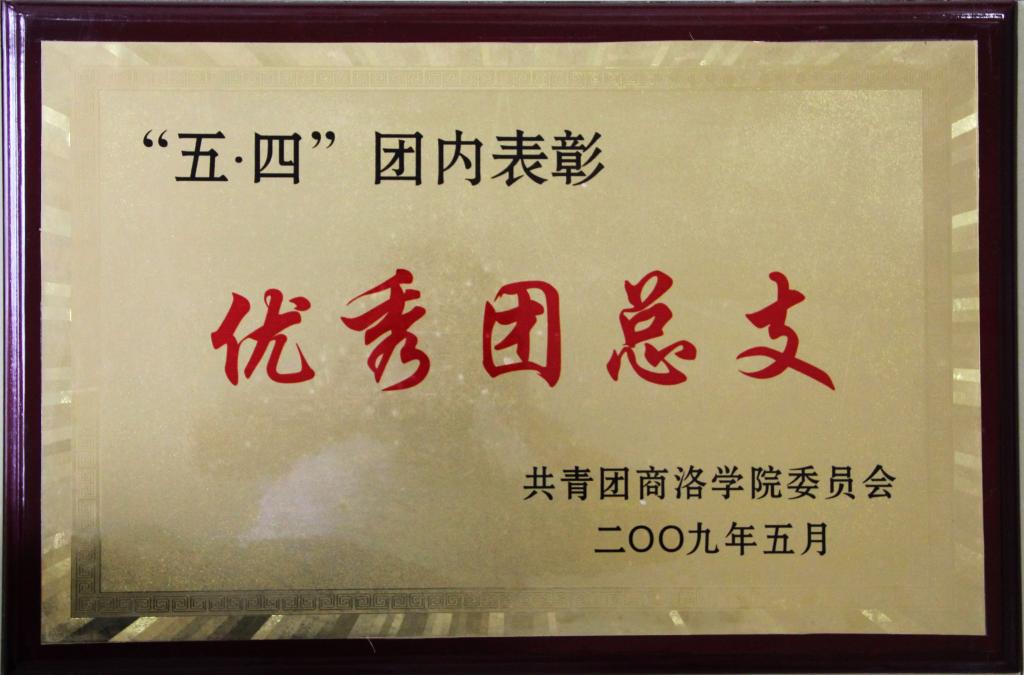 “五·四”团内表彰
优秀团总支
共青团商洛学院委员会
二〇〇九年五月